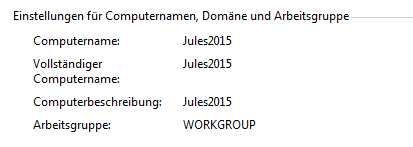 Einstellungen für Computernamen, Domäne und Arbeitsgruppe
Computername: Jules2015
Vollständiger Jules2015
Computername:
Computerbeschreibung: Jules2015
Arbeitsgruppe: WORKGROUP